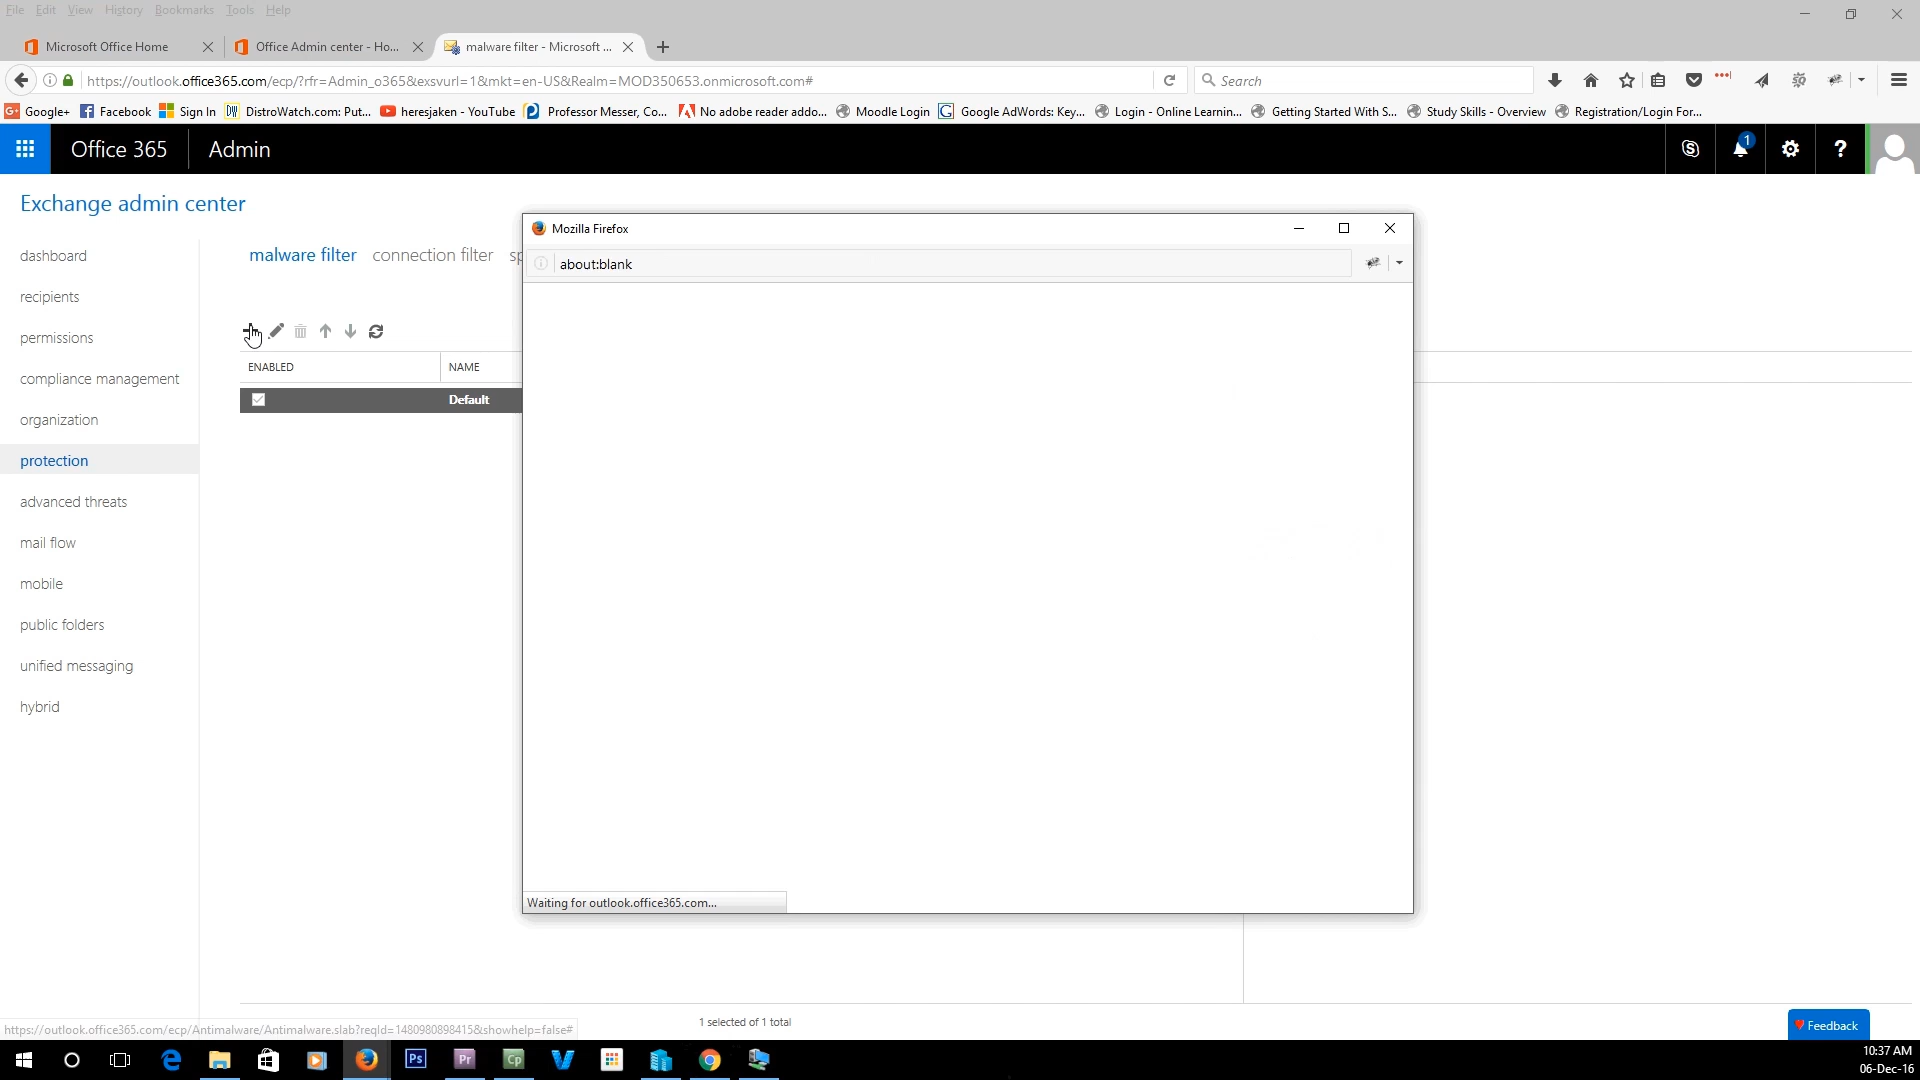 File Edit View History Bookmarks Tools Help
Microsoft Office Home
Office Admin center - Ho...
malware filter - Microsoft ...
https://outlook.office365.com/ecp/?rfr=Admin_o365&exsvurl=1&mkt=en-US&Realm=MOD350653.onmicrosoft.com#
Search
Google+ Facebook Sign In DistroWatch.com: Put... heresjaken - YouTube Professor Messer, Co... No adobe reader addo... Moodle Login Google AdWords: Key... Login - Online Learnin... Getting Started With S... Study Skills - Overview Registration/Login For...
Office 365 Admin
1
?
Exchange admin center
Mozilla Firefox
about:blank
malware filter connection filter sp
dashboard
recipients
permissions
compliance management
organization
protection
advanced threats
mail flow
mobile
public folders
unified messaging
hybrid
ENABLED NAME
Default
Waiting for outlook.office365.com...
1 selected of 1 total
https://outlook.office365.com/ecp/Antimalware/Antimalware.slab?reqId=1480980898415&showhelp=false#
Feedback
Ps Pr Cp
10:37 AM
06-Dec-16